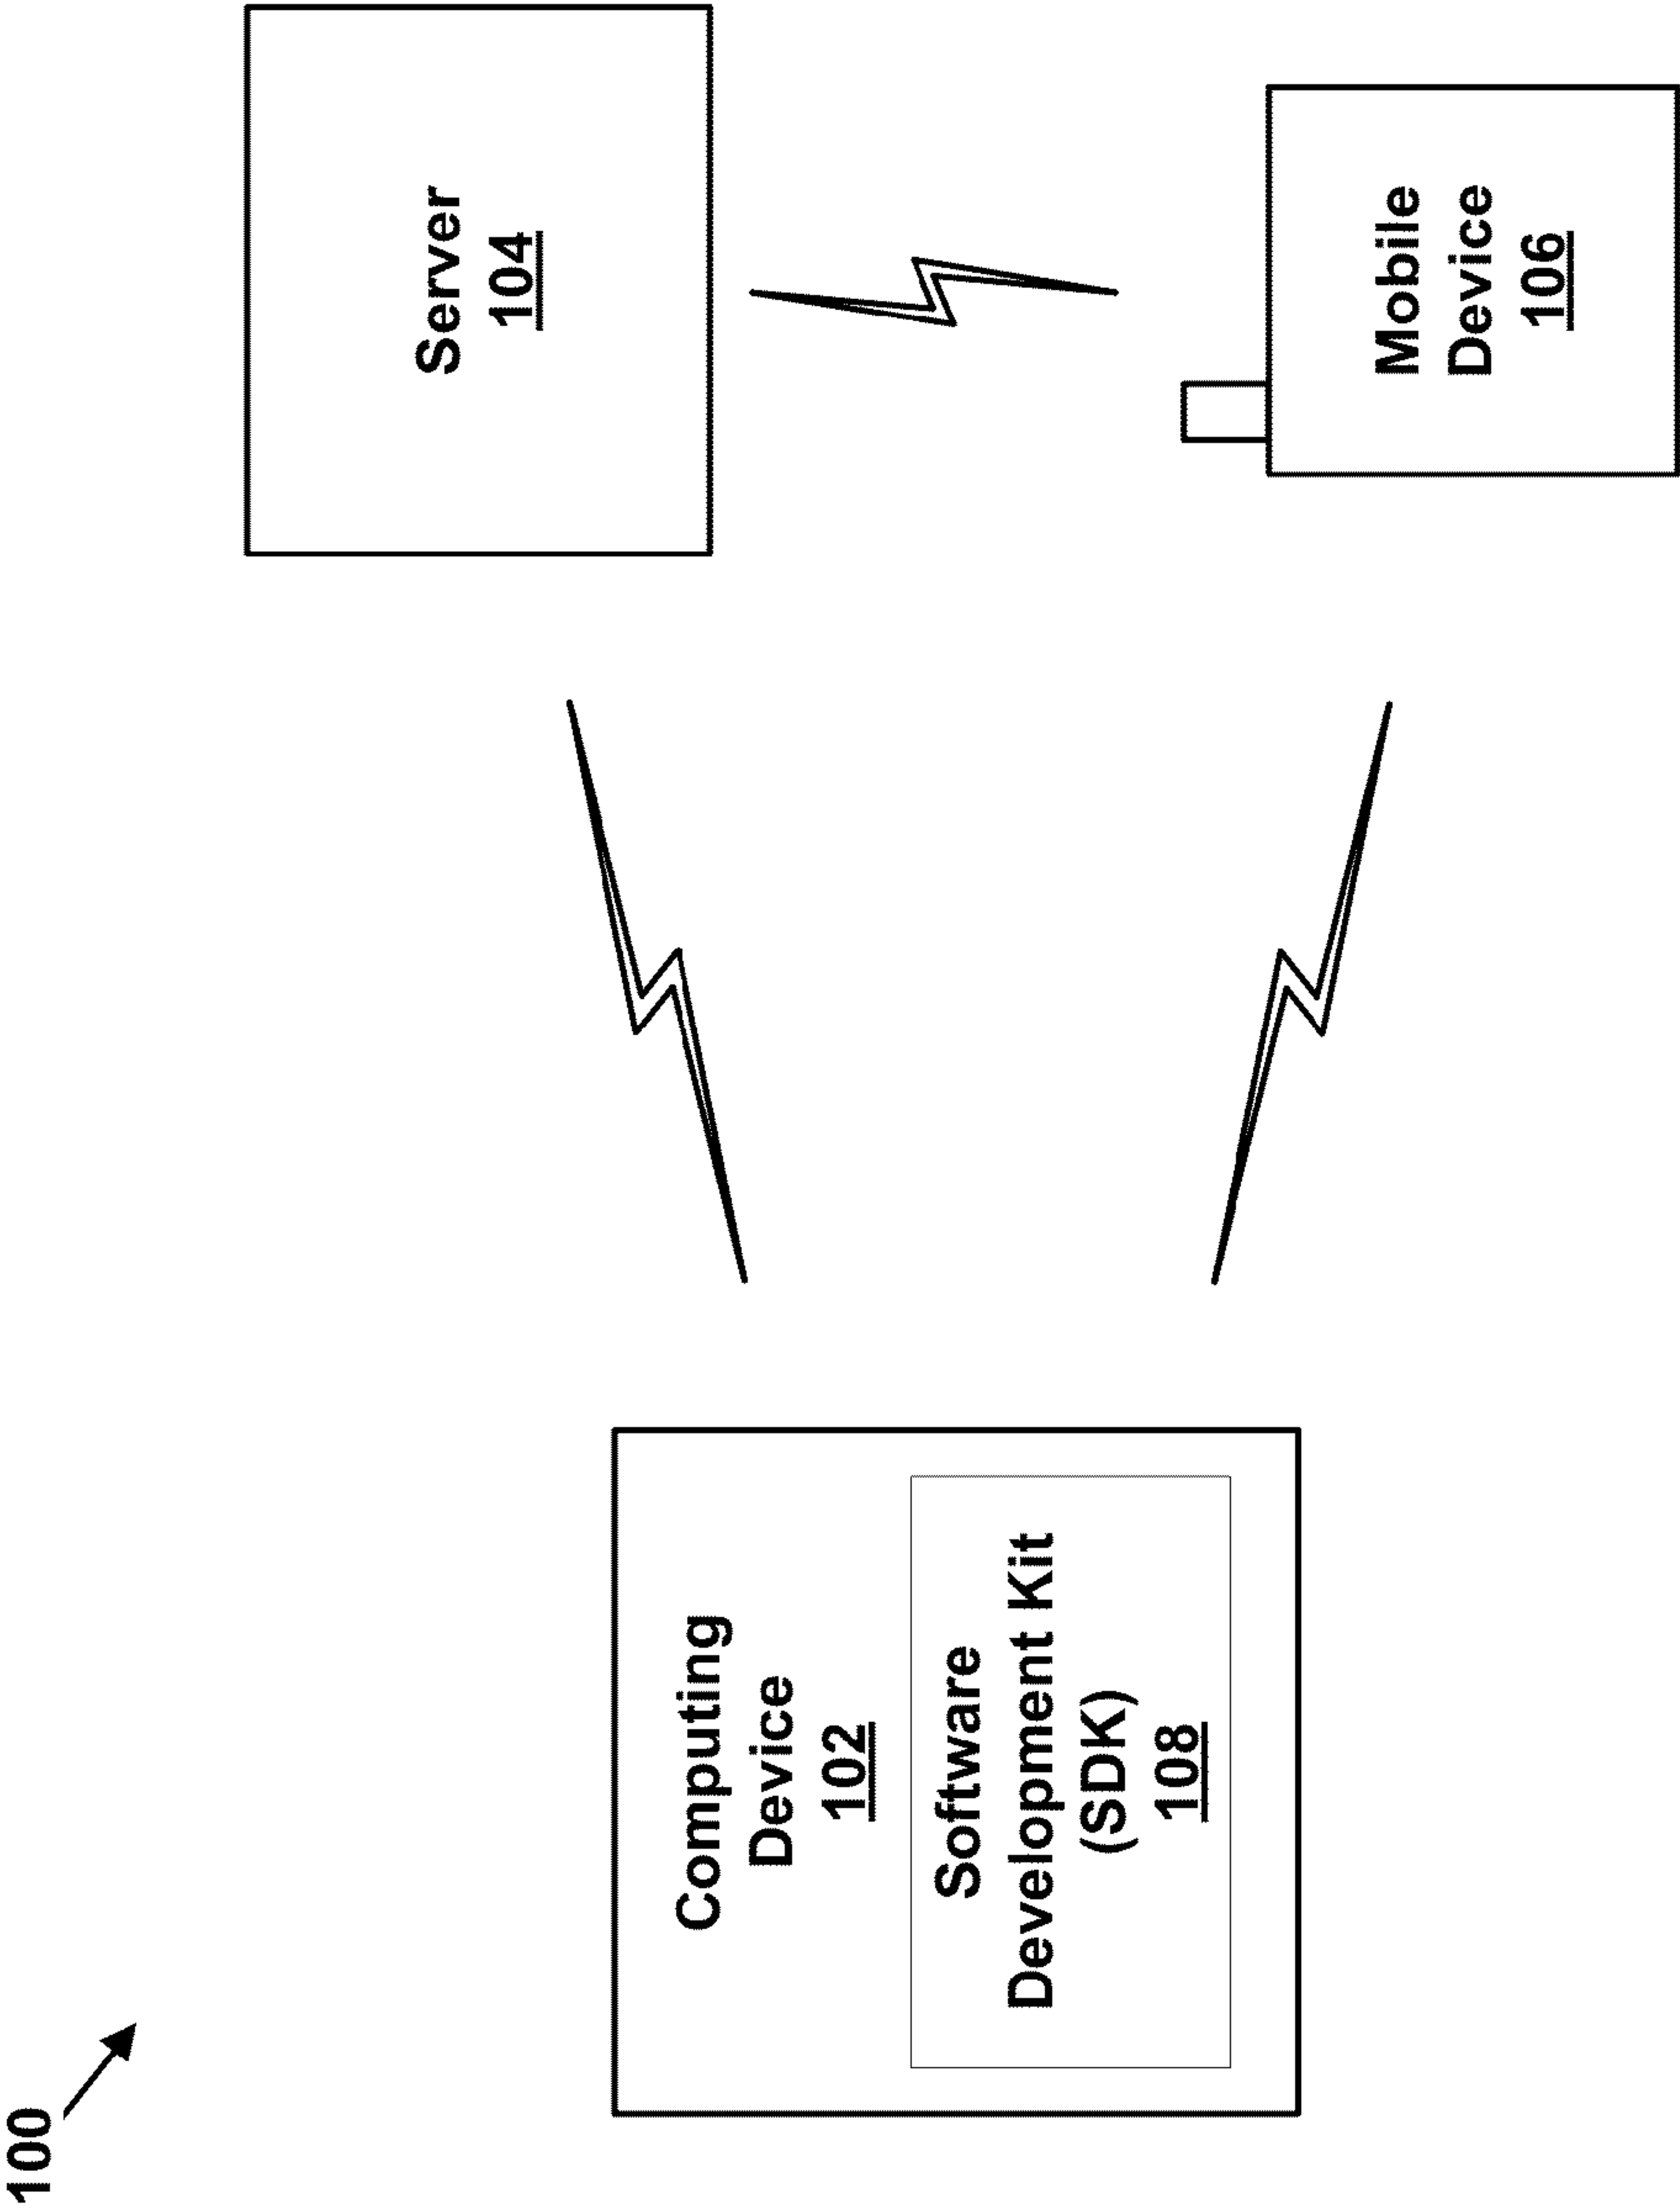 100
Computing
Device
102
Software
Development Kit
(SDK)
108
Server
104
Mobile
Device
106